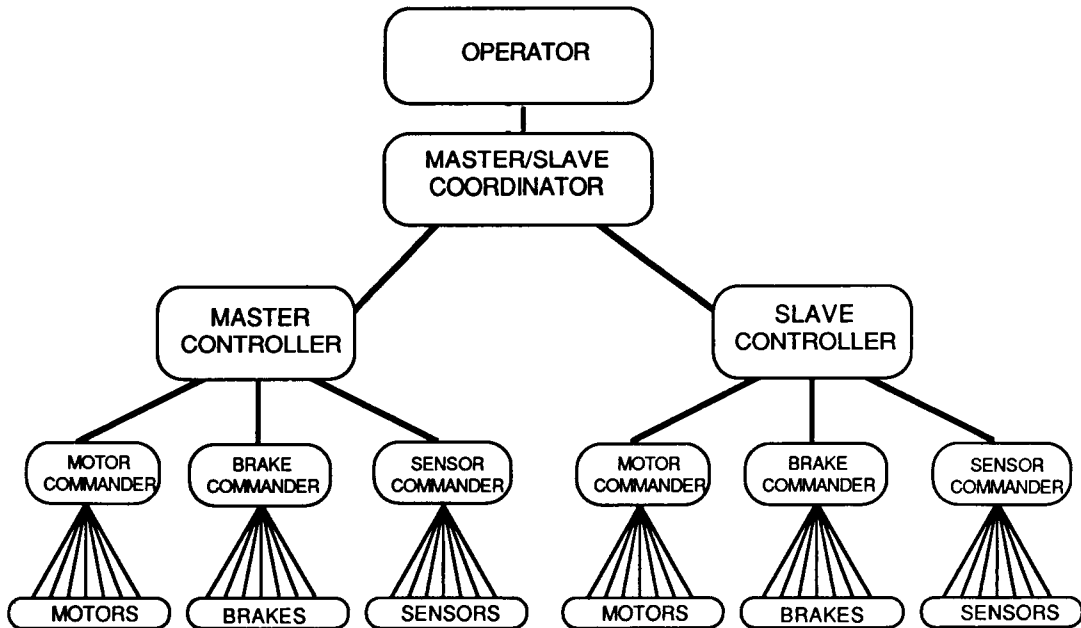 OPERATOR
MASTER/SLAVE
COORDINATOR
MASTER
CONTROLLER
SLAVE
CONTROLLER
MOTOR
COMMANDER
BRAKE
COMMANDER
SENSOR
COMMANDER
MOTOR
COMMANDER
BRAKE
COMMANDER
SENSOR
COMMANDER
MOTORS
BRAKES
SENSORS
MOTORS
BRAKES
SENSORS